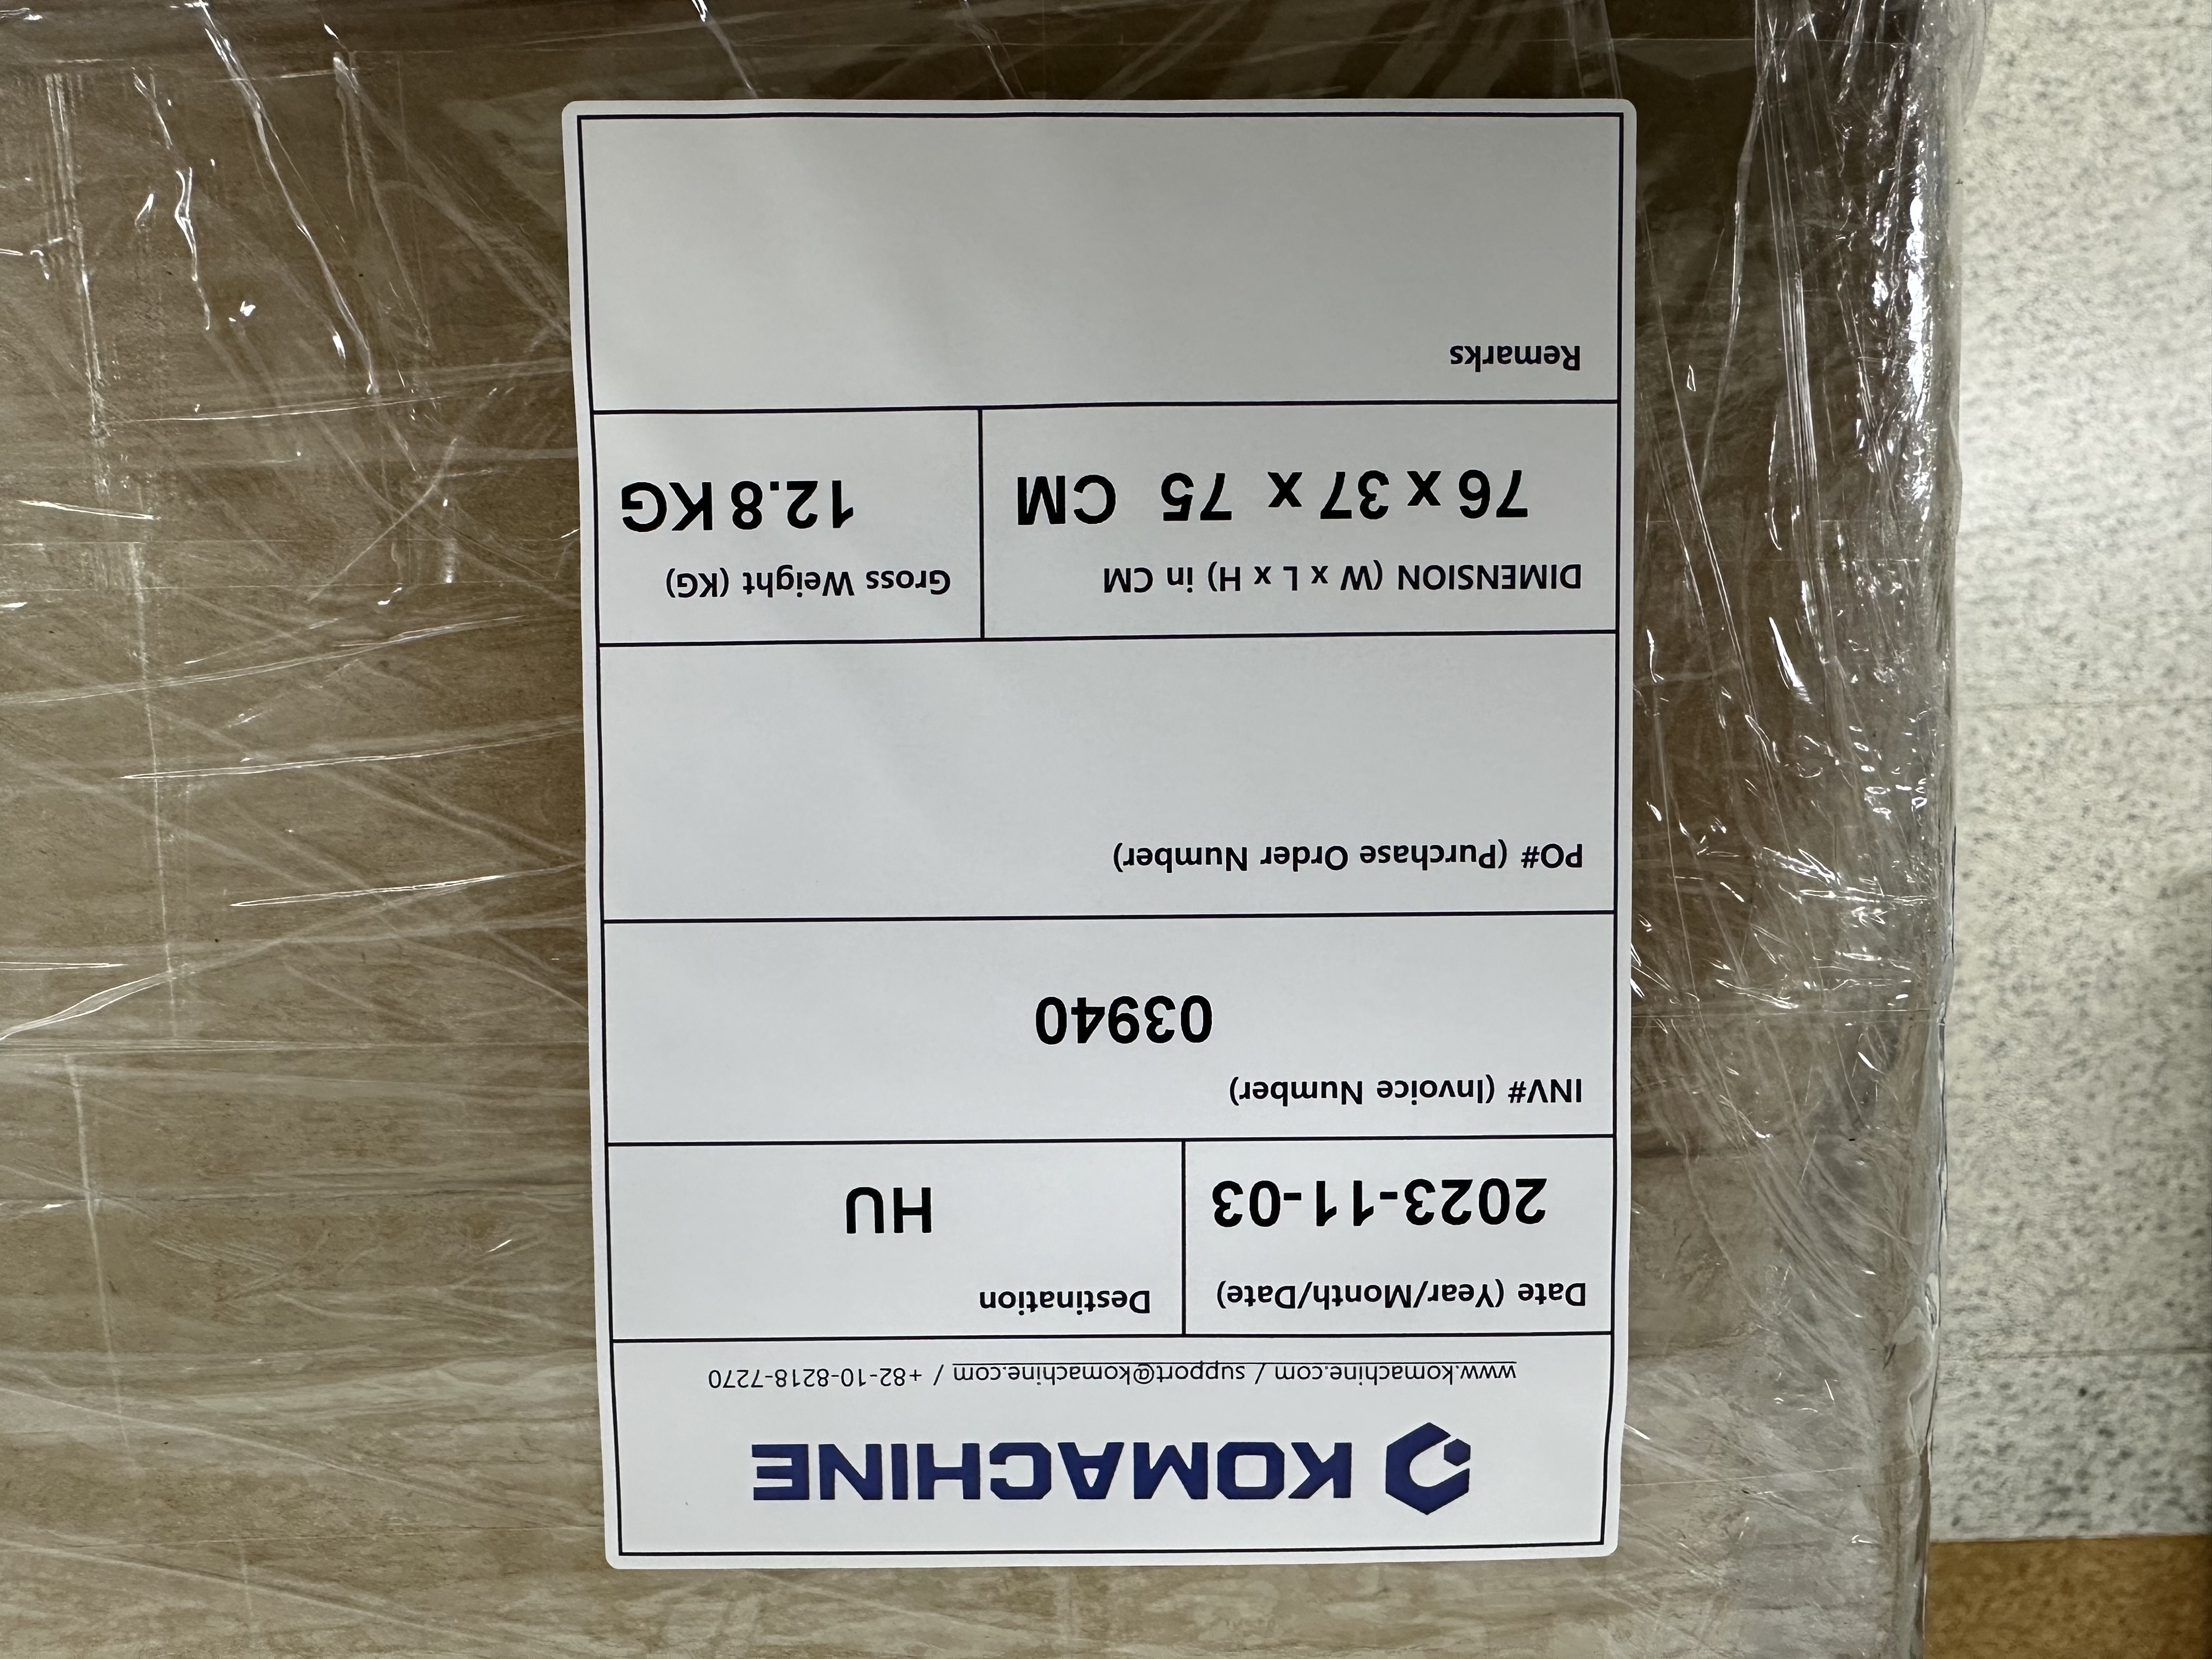 KOMACHINE
www.komachine.com / support@komachine.com / +82-10-8218-7270
Date (Year/Month/Date)
2023-11-03
Destination
HU
INV# (Invoice Number)
03940
PO# (Purchase Order Number)
DIMENSION (W x L x H) in CM
76 x 37 x 75 CM
Gross Weight (KG)
12.8 KG
Remarks